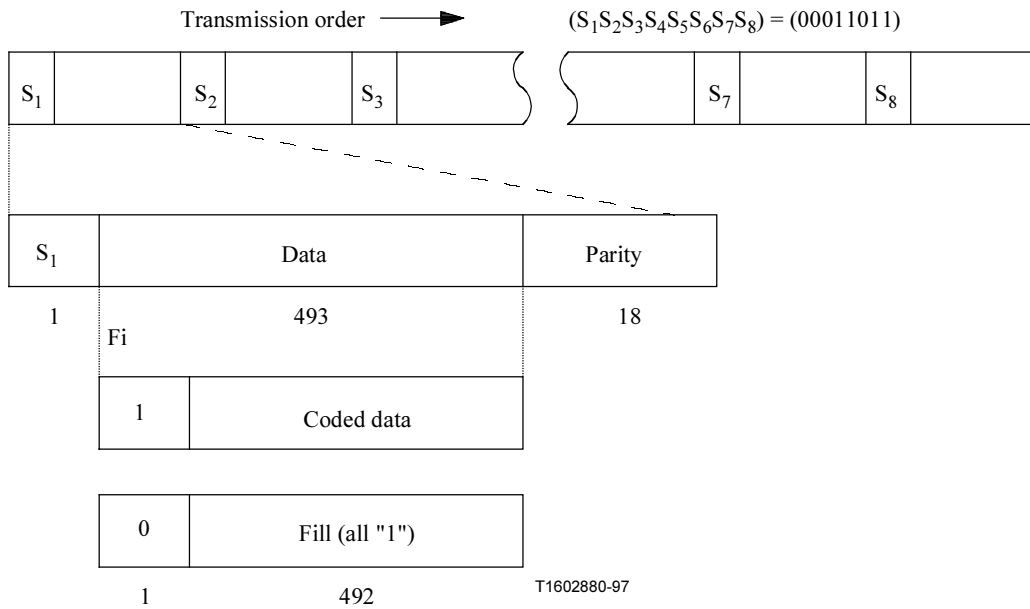 Transmission order (S1S2S3S4S5S6S7S8) = (00011011)
S1 S2 S3 S7 S8
S1 Data Parity
1 493 18
Fi
1 Coded data
0 Fill (all "1")
1 492
T1602880-97